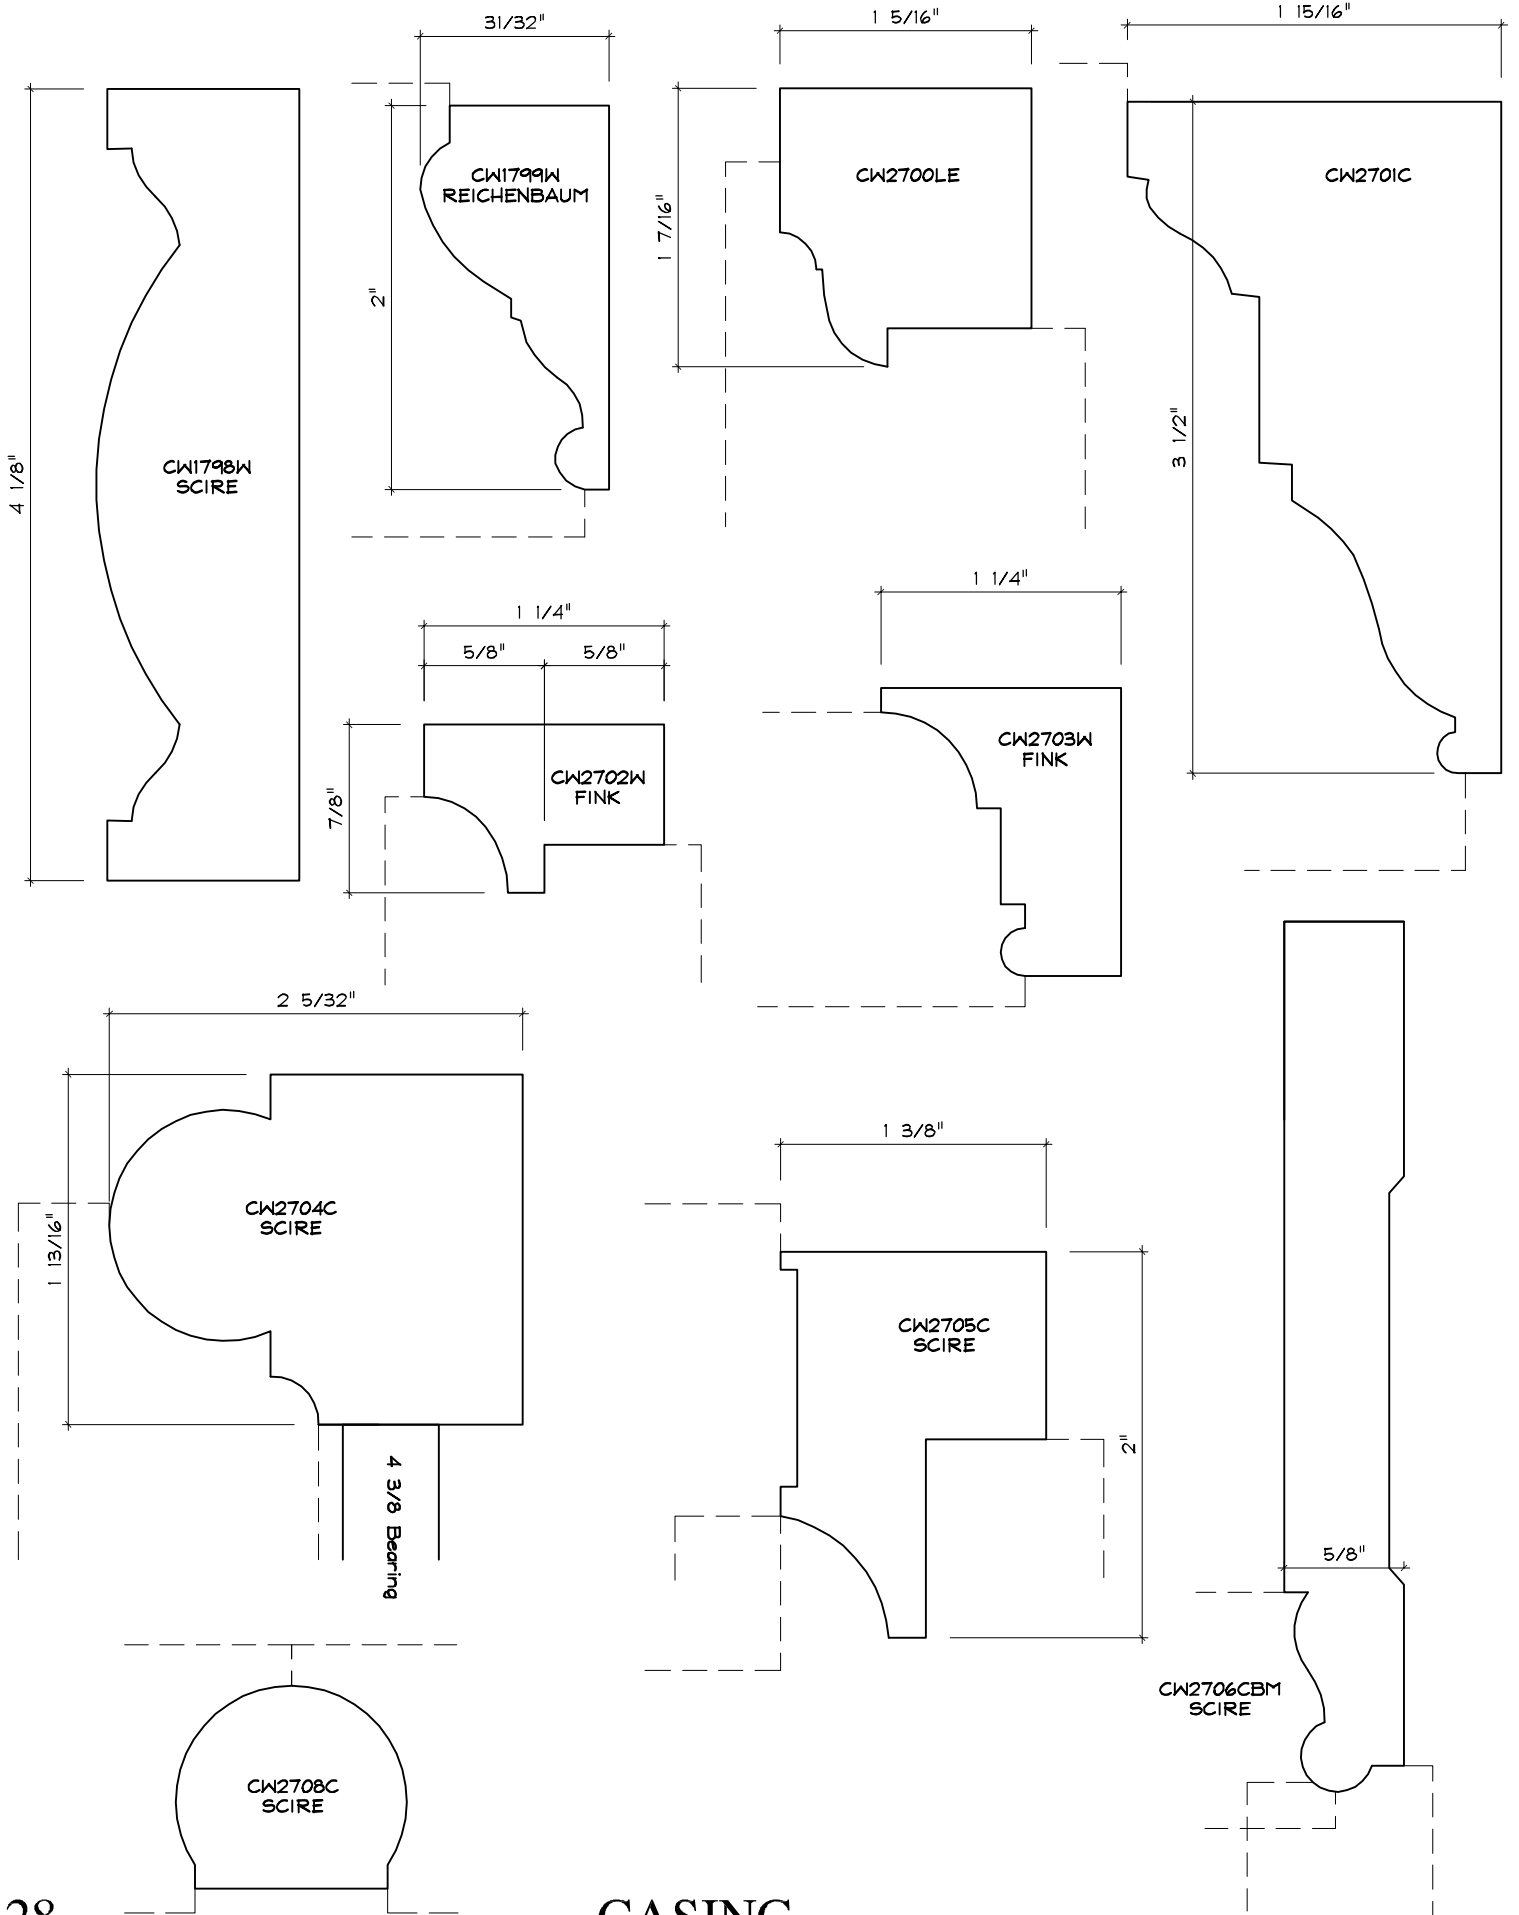 31/32"
1 5/16"
1 15/16"
CW1799W
REICHENBAUM
CW2700LE
CW2701C
1 7/16"
2"
3 1/2"
4 1/8"
CW1798W
SCIRE
1 1/4"
1 1/4"
5/8"
5/8"
CW2703W
FINK
CW2702W
FINK
7/8"
2 5/32"
1 3/8"
CW2704C
SCIRE
1 13/16"
CW2705C
SCIRE
2"
4 3/8 Bearing
5/8"
CW2706CBM
SCIRE
CW2708C
SCIRE
28
CASING